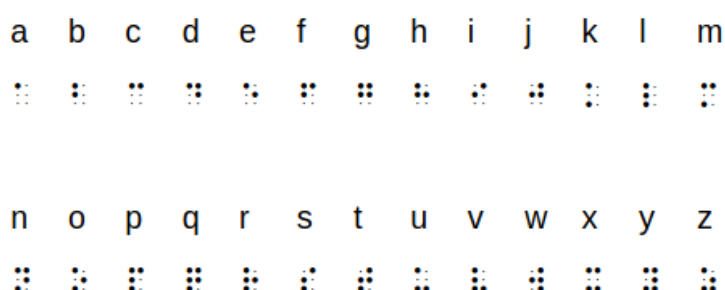 a b c d e f g h i j k l m
⠁ ⠃ ⠉ ⠙ ⠑ ⠋ ⠛ ⠓ ⠊ ⠚ ⠅ ⠇ ⠍
n o p q r s t u v w x y z
⠝ ⠕ ⠏ ⠟ ⠗ ⠎ ⠞ ⠥ ⠧ ⠺ ⠭ ⠽ ⠵